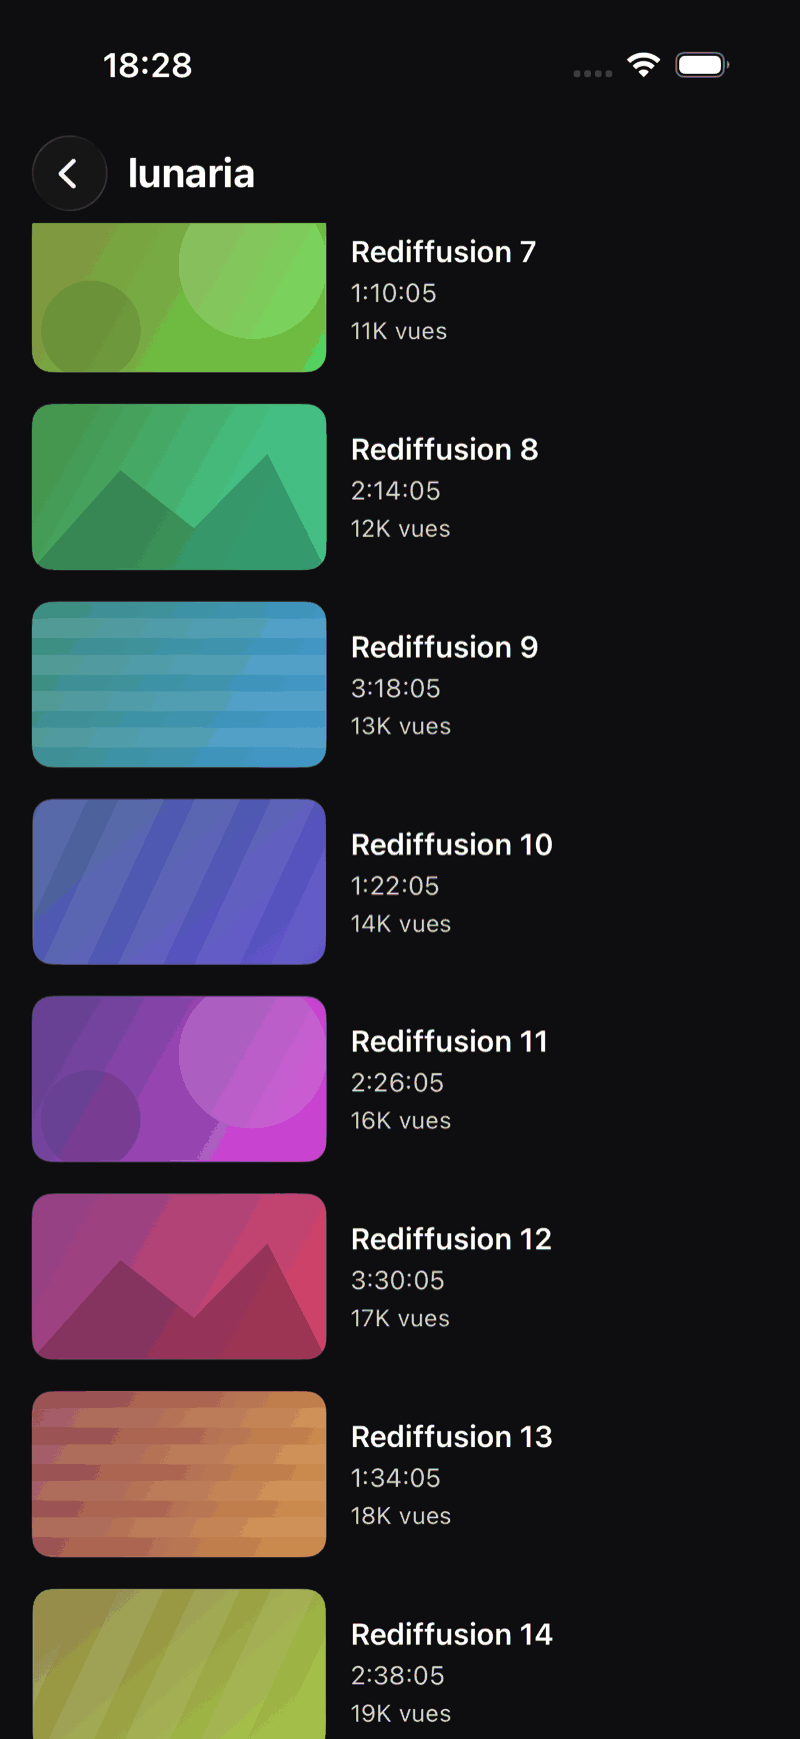 18:28
lunaria
Rediffusion 7
1:10:05
11K vues
Rediffusion 8
2:14:05
12K vues
Rediffusion 9
3:18:05
13K vues
Rediffusion 10
1:22:05
14K vues
Rediffusion 11
2:26:05
16K vues
Rediffusion 12
3:30:05
17K vues
Rediffusion 13
1:34:05
18K vues
Rediffusion 14
2:38:05
19K vues